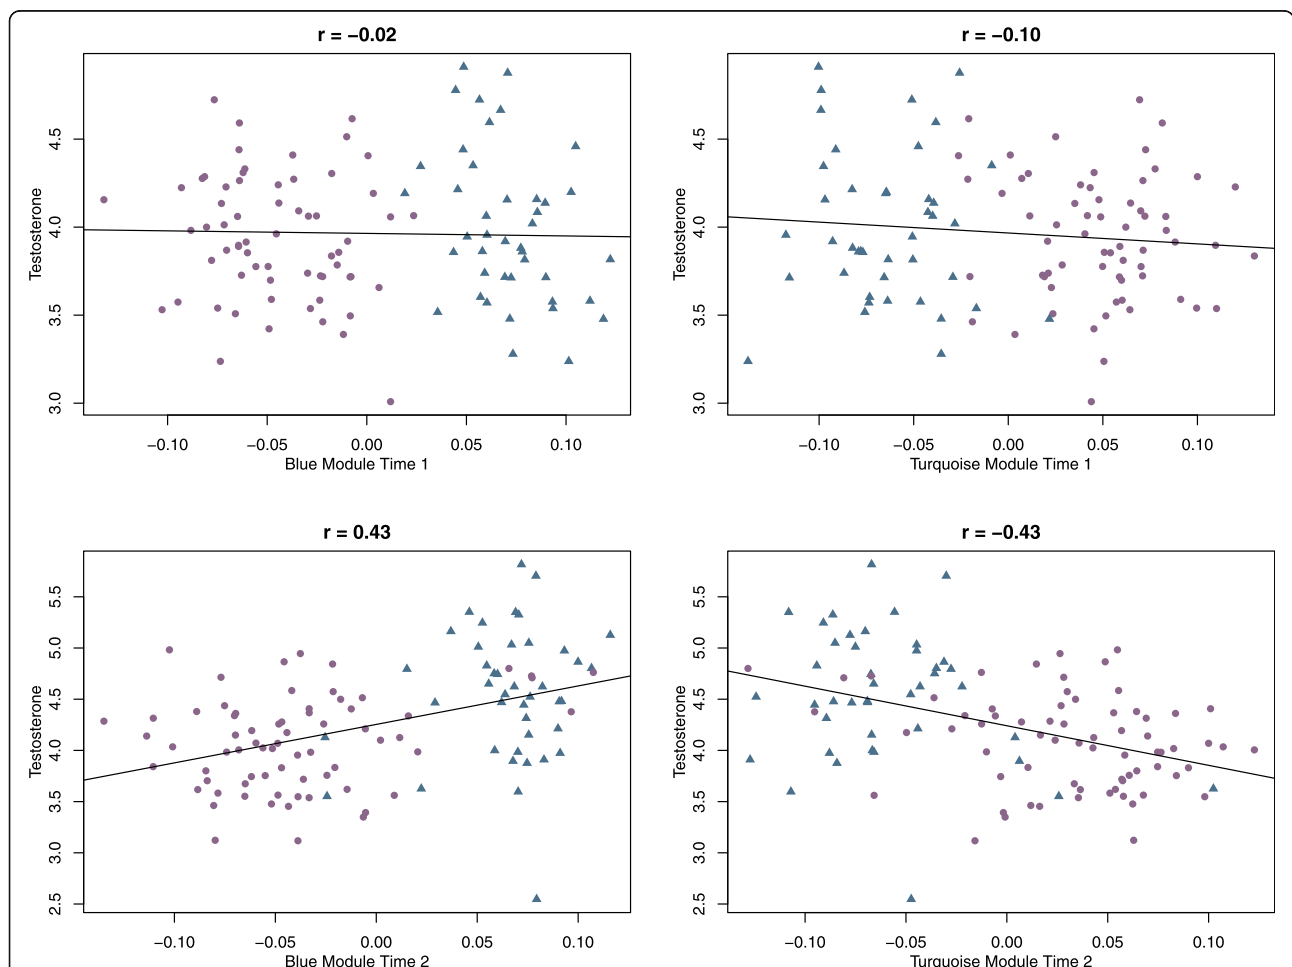 r = −0.02
4.5
4.0
3.5
3.0
Testosterone
−0.10 −0.05 0.00 0.05 0.10
Blue Module Time 1
r = −0.10
4.5
4.0
3.5
3.0
Testosterone
−0.10 −0.05 0.00 0.05 0.10
Turquoise Module Time 1
r = 0.43
5.5
5.0
4.5
4.0
3.5
3.0
2.5
Testosterone
−0.10 −0.05 0.00 0.05 0.10
Blue Module Time 2
r = −0.43
5.5
5.0
4.5
4.0
3.5
3.0
2.5
Testosterone
−0.10 −0.05 0.00 0.05 0.10
Turquoise Module Time 2